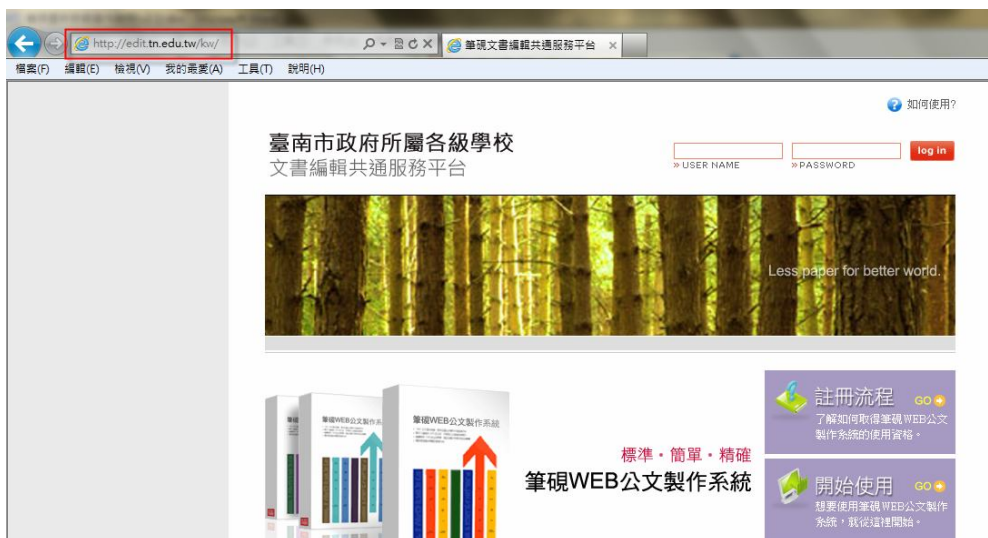 http://edit.tn.edu.tw/kw/
筆硯文書編輯共通服務平台
檔案(F) 編輯(E) 檢視(V) 我的最愛(A) 工具(T) 說明(H)
如何使用?
臺南市政府所屬各級學校
文書編輯共通服務平台
log in
» USER NAME
» PASSWORD
Less paper for better world.
筆硯WEB公文製作系統
筆硯WEB公文製作系統
標準・簡單・精確
筆硯WEB公文製作系統
註冊流程 GO
了解如何取得筆硯WEB公文
製作系統的使用資格。
開始使用 GO
想要使用筆硯WEB公文製作
系統，就從這裡開始。